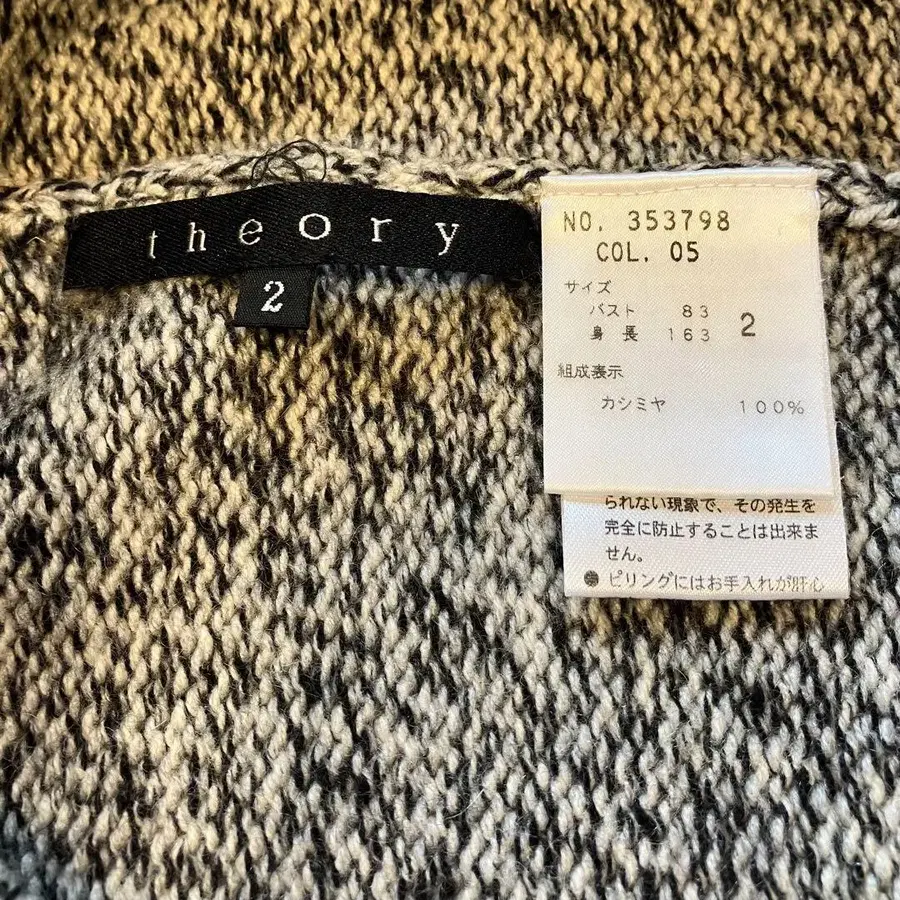 theory
2
NO. 353798
COL. 05
サイズ
バスト 83
身長 163 2
組成表示
カシミヤ 100%
られない現象で、その発生を
完全に防止することは出来ま
せん。
● ピリングにはお手入れが肝心